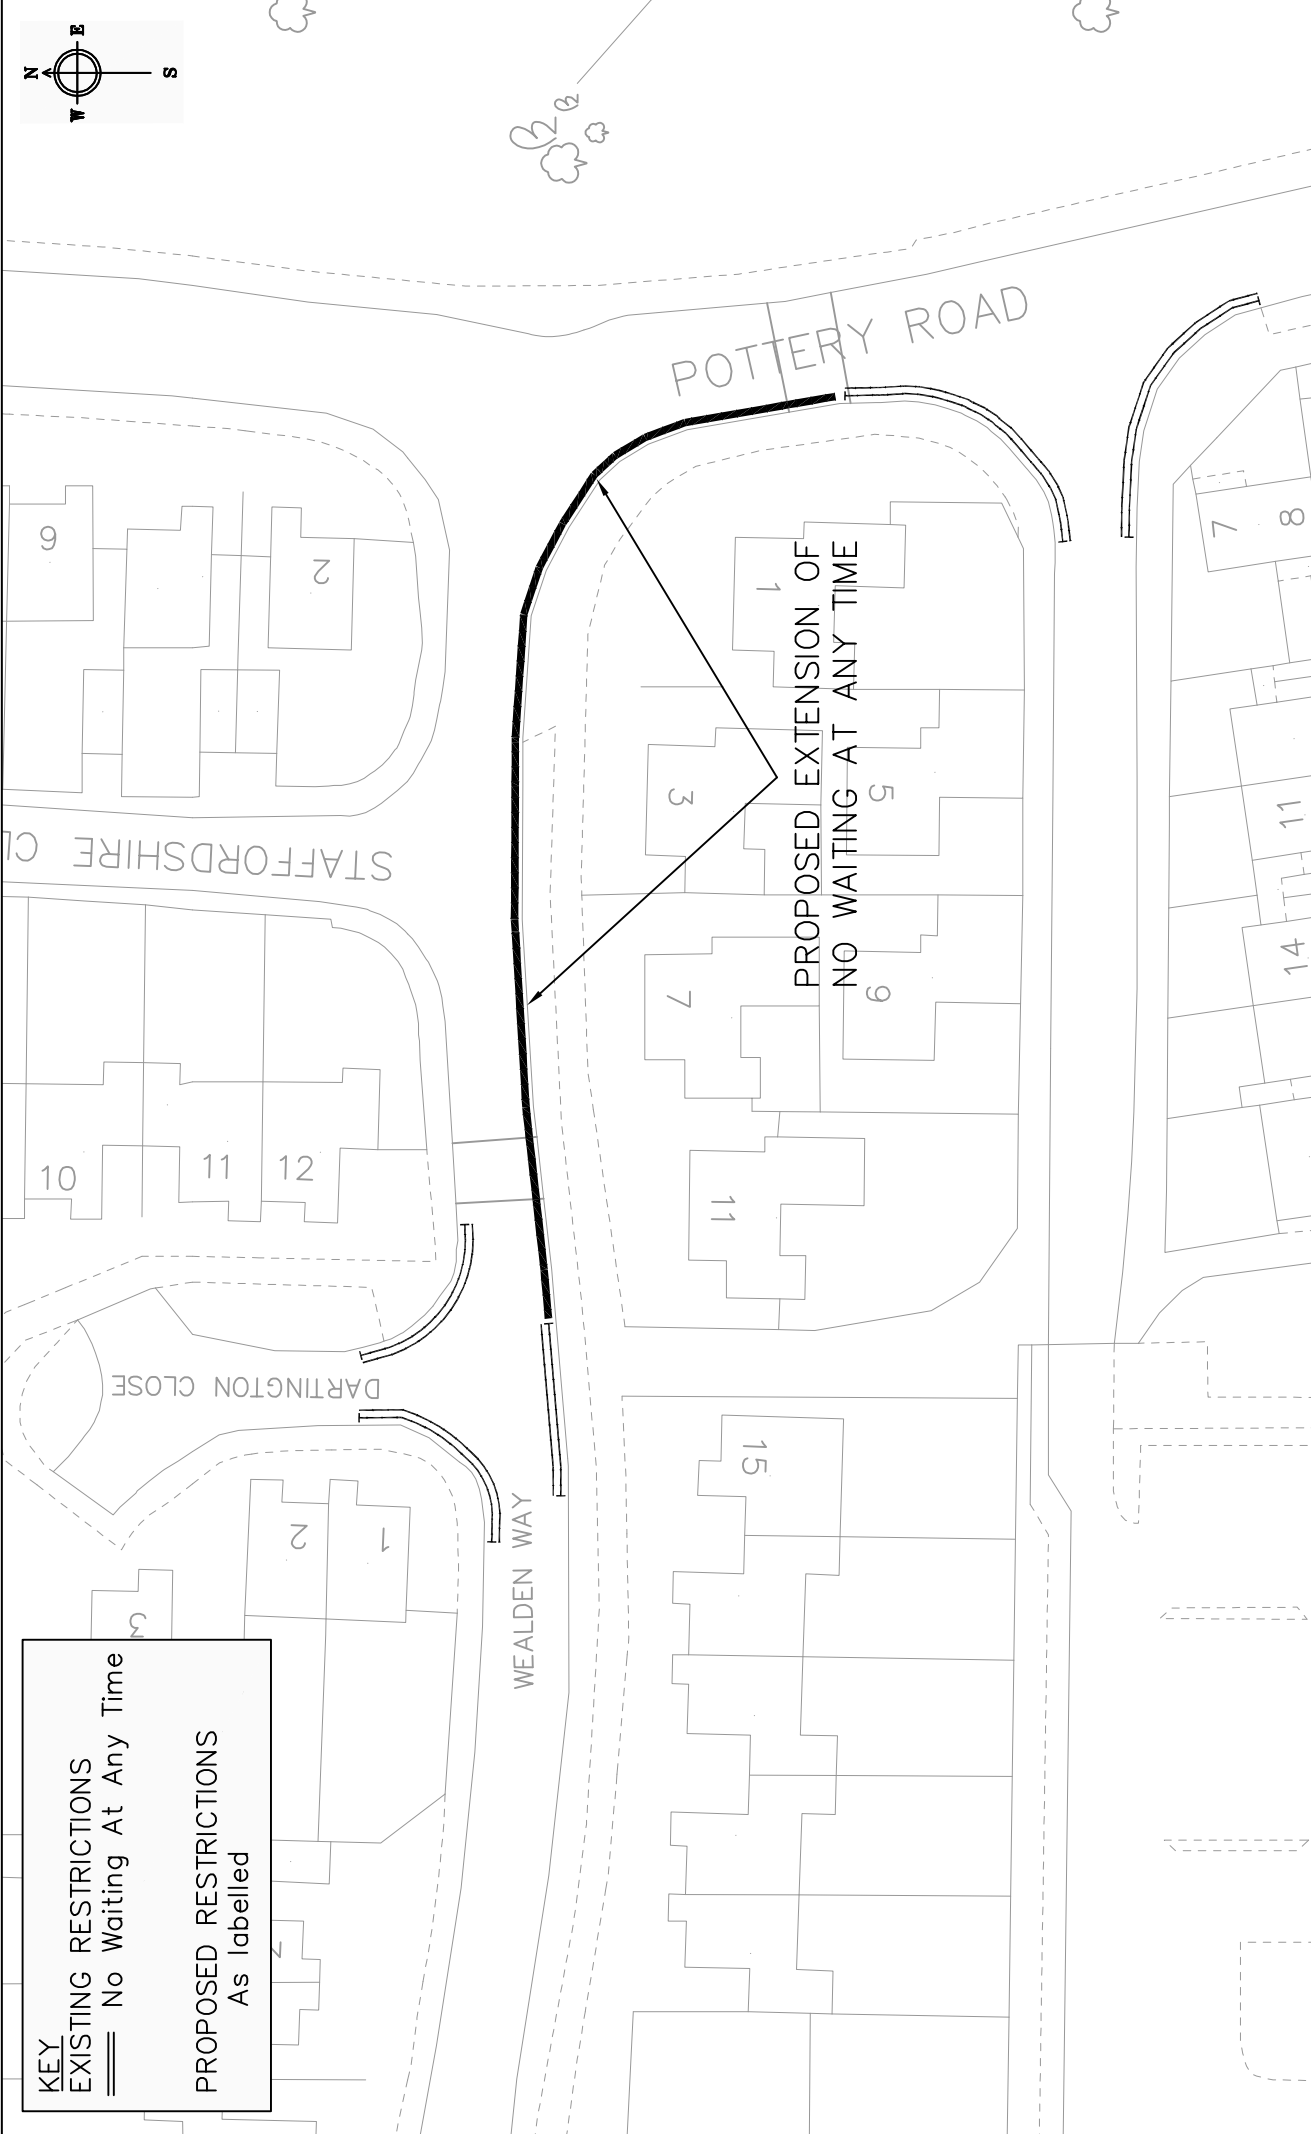 N
E
W
S
POTTERY ROAD
6
2
STAFFORDSHIRE CL
1
3
5
7
9
11
15
PROPOSED EXTENSION OF
NO WAITING AT ANY TIME
7
8
11
14
10
11
12
DARTINGTON CLOSE
2
1
3
WEALDEN WAY
KEY
EXISTING RESTRICTIONS
No Waiting At Any Time
PROPOSED RESTRICTIONS
As labelled